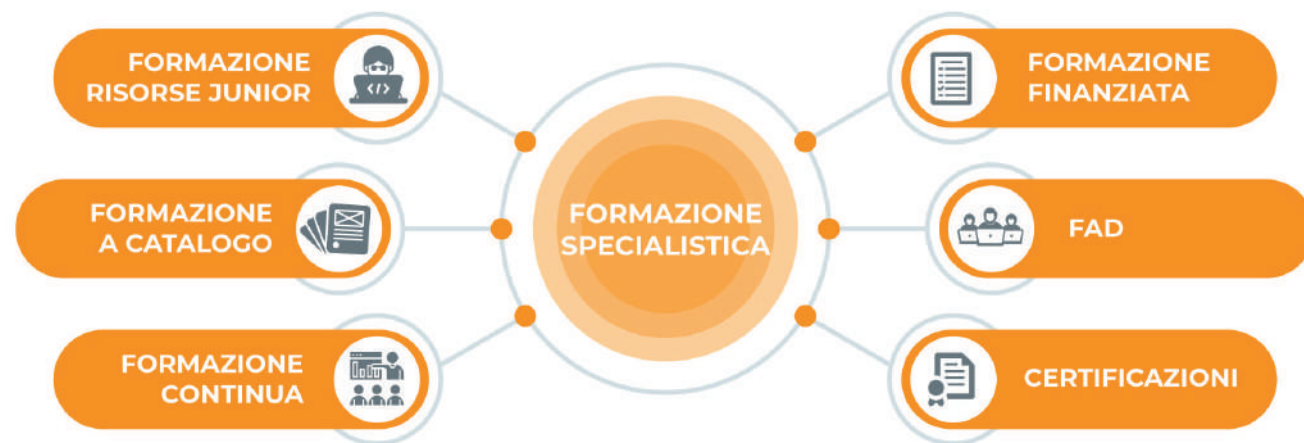 FORMAZIONE
RISORSE JUNIOR
FORMAZIONE
A CATALOGO
FORMAZIONE
CONTINUA
FORMAZIONE
SPECIALISTICA
FORMAZIONE
FINANZIATA
FAD
CERTIFICAZIONI